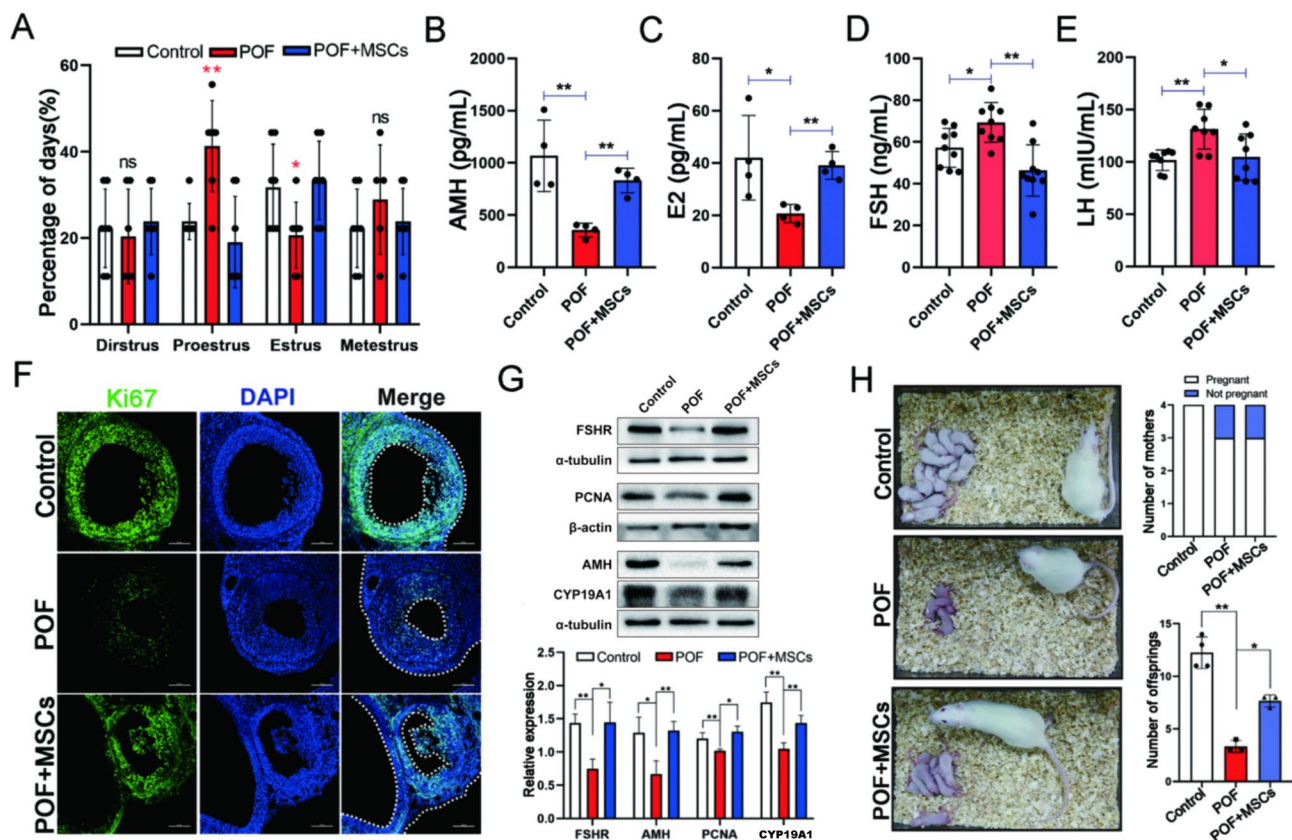 A
Control
POF
POF+MSCs
Percentage of days(%)
60
40
20
0
ns
**
*
ns
Dirstrus
Proestrus
Estrus
Metestrus
B
AMH (pg/mL)
2000
1500
1000
500
0
**
**
Control
POF
POF+MSCs
C
E2 (pg/mL)
80
60
40
20
0
*
**
Control
POF
POF+MSCs
D
FSH (ng/mL)
100
80
60
40
20
0
*
**
Control
POF
POF+MSCs
E
LH (mIU/mL)
200
150
100
50
0
**
*
Control
POF
POF+MSCs
F
Ki67
DAPI
Merge
Control
POF
POF+MSCs
G
Control
POF
POF+MSCs
FSHR
α-tubulin
PCNA
β-actin
AMH
CYP19A1
α-tubulin
Control
POF
POF+MSCs
Relative expression
2.5
2.0
1.5
1.0
0.5
0.0
**
*
*
**
**
*
**
**
FSHR
AMH
PCNA
CYP19A1
H
Control
POF
POF+MSCs
Pregnant
Not pregnant
Number of mothers
5
4
3
2
1
0
Control
POF
POF+MSCs
Number of offsprings
15
10
5
0
**
*
Control
POF
POF+MSCs